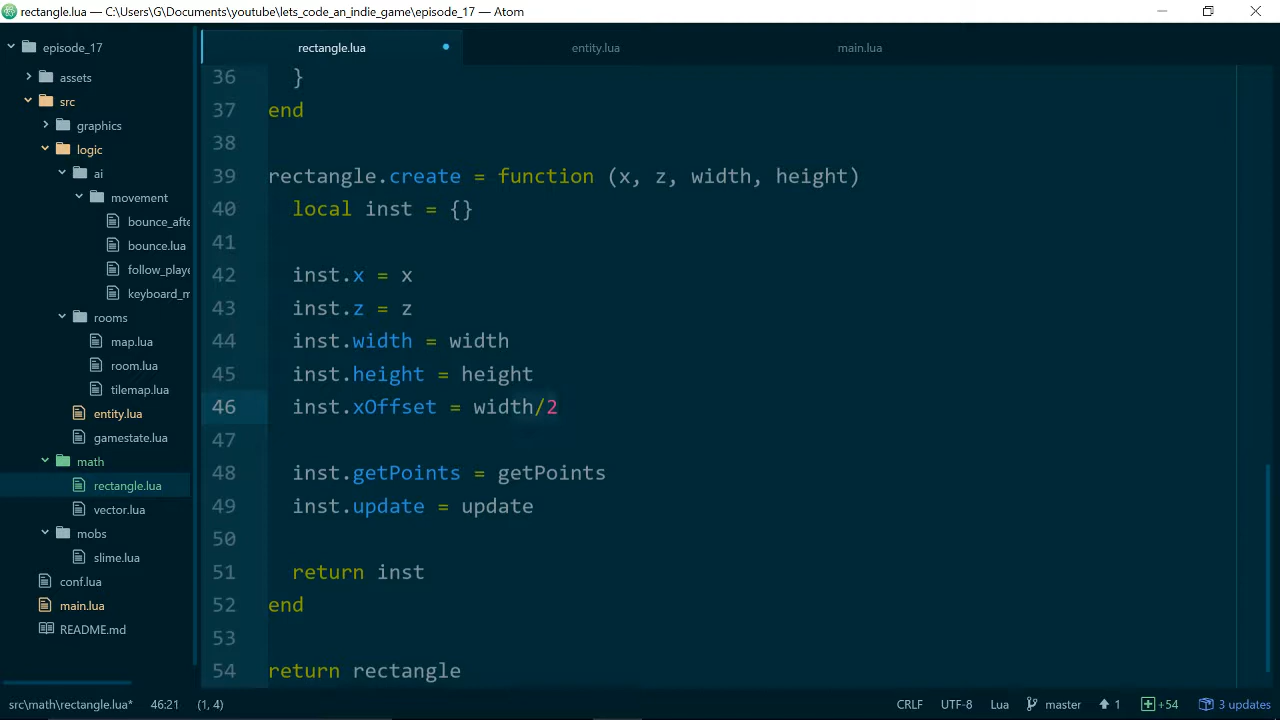 rectangle.lua — C:\Users\G\Documents\youtube\lets_code_an_indie_game\episode_17 — Atom
episode_17
assets
src
graphics
logic
ai
movement
bounce_afte
bounce.lua
follow_playe
keyboard_m
rooms
map.lua
room.lua
tilemap.lua
entity.lua
gamestate.lua
math
rectangle.lua
vector.lua
mobs
slime.lua
conf.lua
main.lua
README.md
rectangle.lua
entity.lua
main.lua
36 }
37 end
38
39 rectangle.create = function (x, z, width, height)
40 local inst = {}
41
42 inst.x = x
43 inst.z = z
44 inst.width = width
45 inst.height = height
46 inst.xOffset = width/2
47
48 inst.getPoints = getPoints
49 inst.update = update
50
51 return inst
52 end
53
54 return rectangle
src\math\rectangle.lua* 46:21 (1, 4) CRLF UTF-8 Lua master 1 +54 3 updates